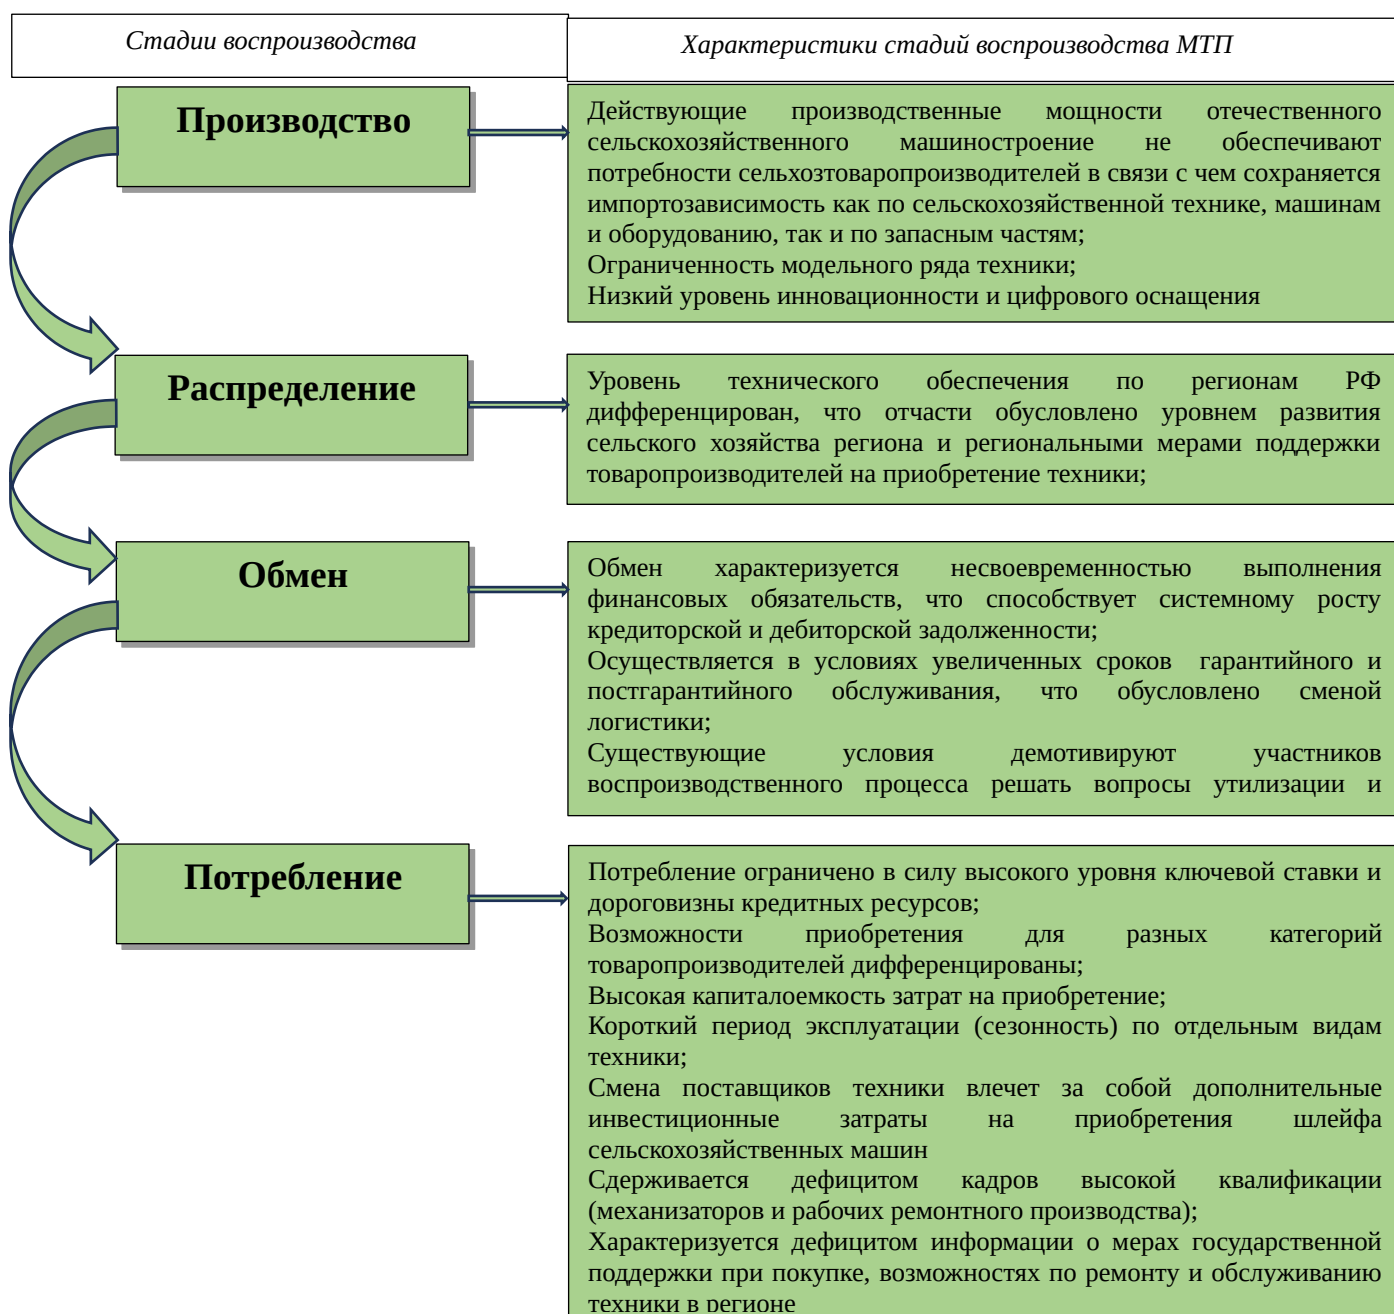 Стадии воспроизводства
Характеристики стадий воспроизводства МТП
Производство
Действующие производственные мощности отечественного
сельскохозяйственного машиностроение не обеспечивают
потребности сельхозтоваропроизводителей в связи с чем сохраняется
импортозависимость как по сельскохозяйственной технике, машинам
и оборудованию, так и по запасным частям;
Ограниченность модельного ряда техники;
Низкий уровень инновационности и цифрового оснащения
Распределение
Уровень технического обеспечения по регионам РФ
дифференцирован, что отчасти обусловлено уровнем развития
сельского хозяйства региона и региональными мерами поддержки
товаропроизводителей на приобретение техники;
Обмен
Обмен характеризуется несвоевременностью выполнения
финансовых обязательств, что способствует системному росту
кредиторской и дебиторской задолженности;
Осуществляется в условиях увеличенных сроков гарантийного и
постгарантийного обслуживания, что обусловлено сменой
логистики;
Существующие условия демотивируют участников
воспроизводственного процесса решать вопросы утилизации и
Потребление
Потребление ограничено в силу высокого уровня ключевой ставки и
дороговизны кредитных ресурсов;
Возможности приобретения для разных категорий
товаропроизводителей дифференцированы;
Высокая капиталоемкость затрат на приобретение;
Короткий период эксплуатации (сезонность) по отдельным видам
техники;
Смена поставщиков техники влечет за собой дополнительные
инвестиционные затраты на приобретения шлейфа
сельскохозяйственных машин
Сдерживается дефицитом кадров высокой квалификации
(механизаторов и рабочих ремонтного производства);
Характеризуется дефицитом информации о мерах государственной
поддержки при покупке, возможностях по ремонту и обслуживанию
техники в регионе